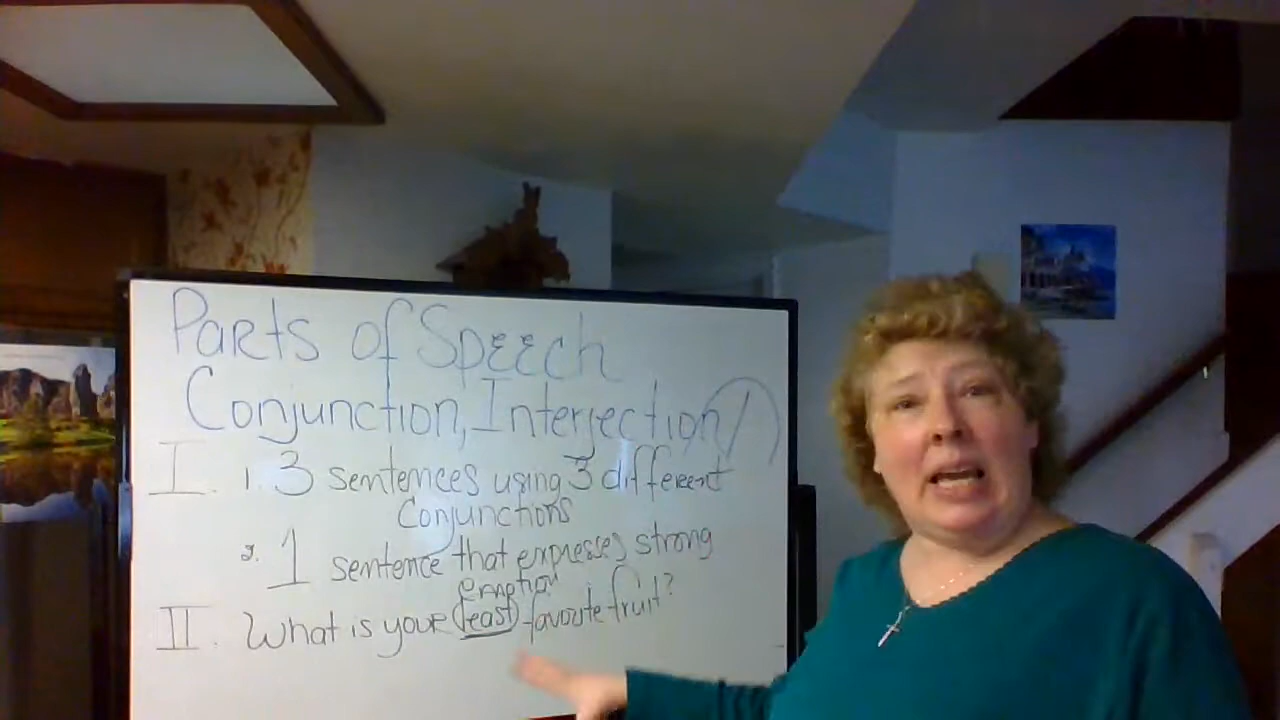 Parts of Speech
Conjunction, Interjection
I. 1. 3 sentences using 3 different
Conjunctions
2. 1 sentence that expresses strong
emotion
II. What is your least favorite fruit?